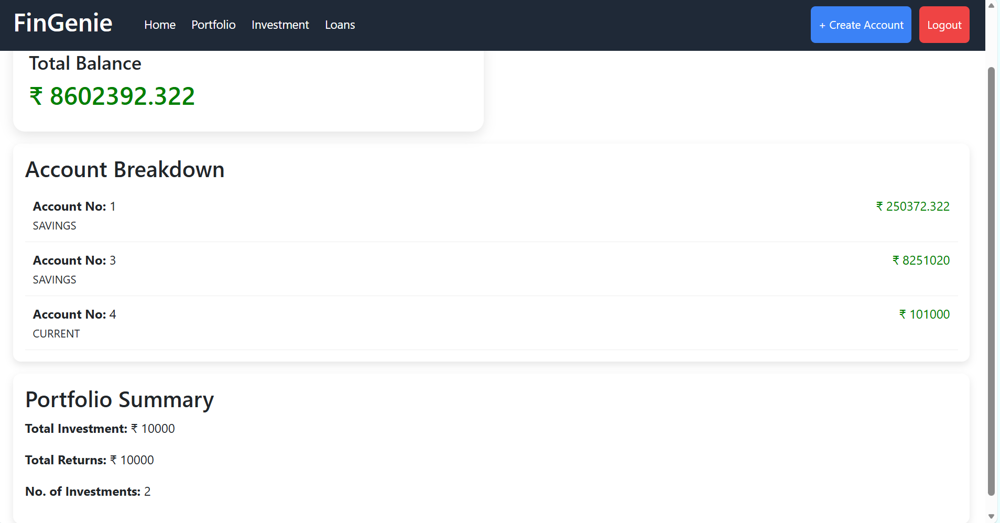 FinGenie Home Portfolio Investment Loans + Create Account Logout
Total Balance
₹ 8602392.322
Account Breakdown
Account No: 1 ₹ 250372.322
SAVINGS
Account No: 3 ₹ 8251020
SAVINGS
Account No: 4 ₹ 101000
CURRENT
Portfolio Summary
Total Investment: ₹ 10000
Total Returns: ₹ 10000
No. of Investments: 2